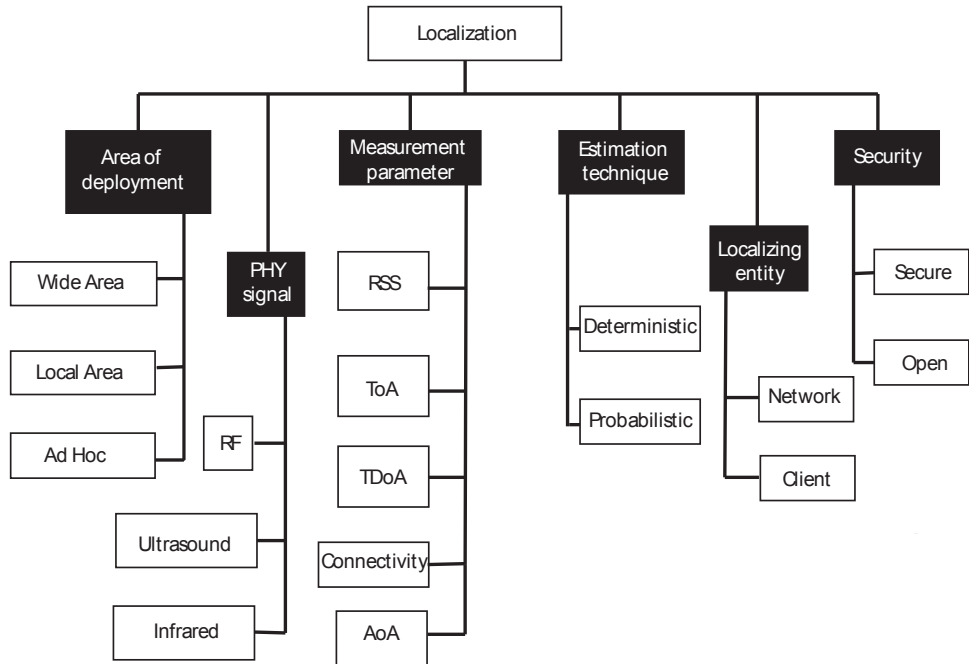 Localization
Area of
deployment
Wide Area
Local Area
Ad Hoc
PHY
signal
RF
Ultrasound
Infrared
Measurement
parameter
RSS
ToA
TDoA
Connectivity
AoA
Estimation
technique
Deterministic
Probabilistic
Localizing
entity
Network
Client
Security
Secure
Open